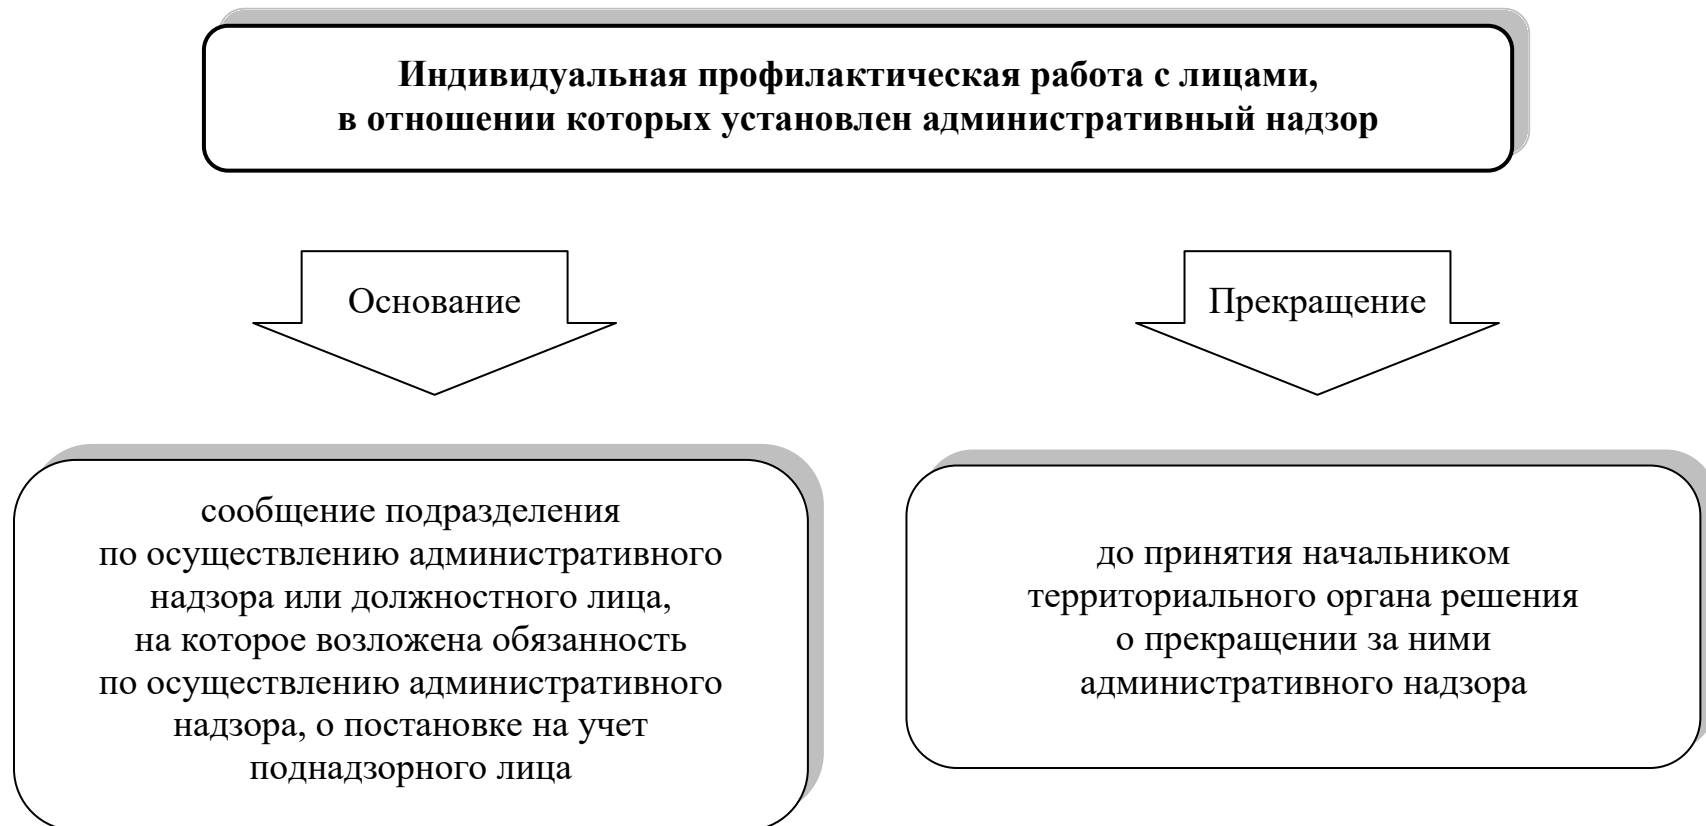 Индивидуальная профилактическая работа с лицами,
в отношении которых установлен административный надзор
Основание
Прекращение
сообщение подразделения
по осуществлению административного
надзора или должностного лица,
на которое возложена обязанность
по осуществлению административного
надзора, о постановке на учет
поднадзорного лица
до принятия начальником
территориального органа решения
о прекращении за ними
административного надзора